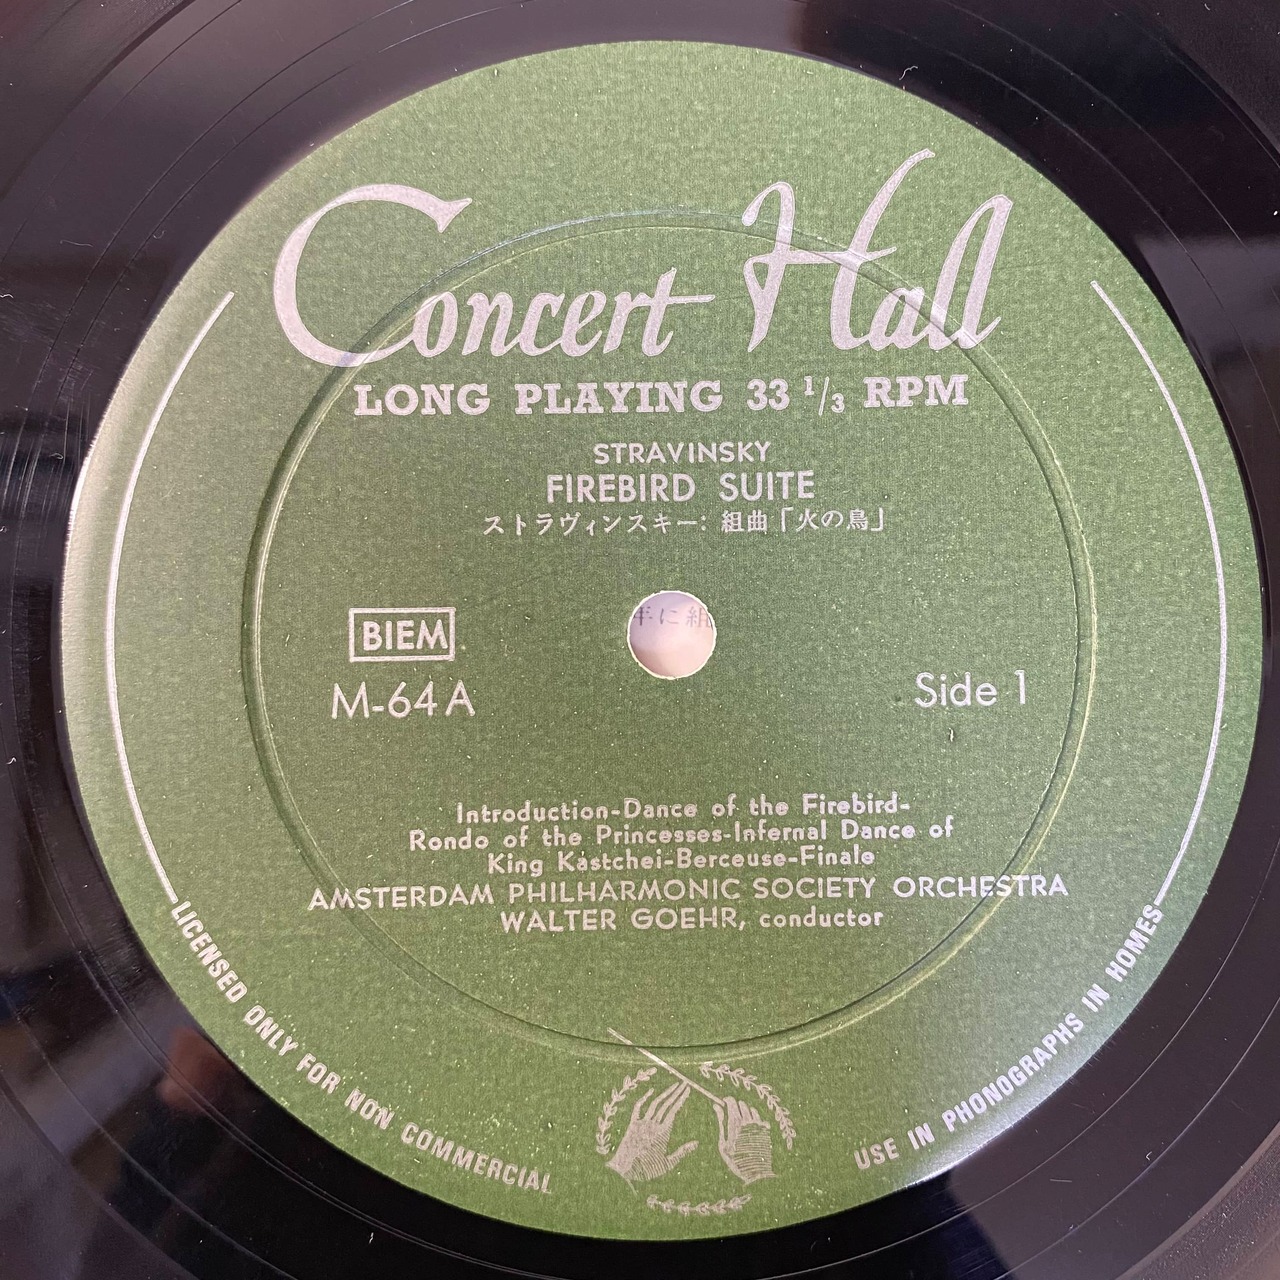 Concert Hall
LONG PLAYING 33 1/3 RPM
STRAVINSKY
FIREBIRD SUITE
ストラヴィンスキー: 組曲「火の鳥」
BIEM
M-64A
Side 1
Introduction-Dance of the Firebird-
Rondo of the Princesses-Infernal Dance of
King Kástchei-Berceuse-Finale
AMSTERDAM PHILHARMONIC SOCIETY ORCHESTRA
WALTER GOEHR, conductor
LICENSED ONLY FOR NON COMMERCIAL
USE IN PHONOGRAPHS IN HOMES